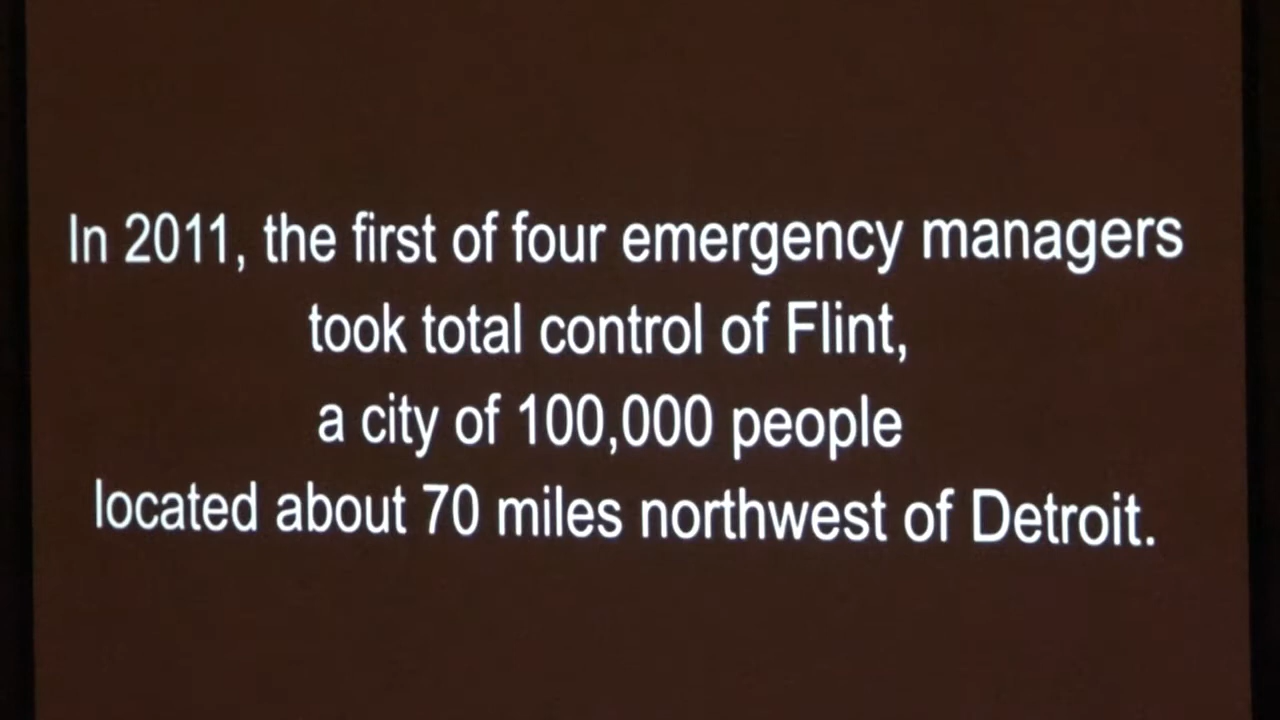 In 2011, the first of four emergency managers
took total control of Flint,
a city of 100,000 people
located about 70 miles northwest of Detroit.